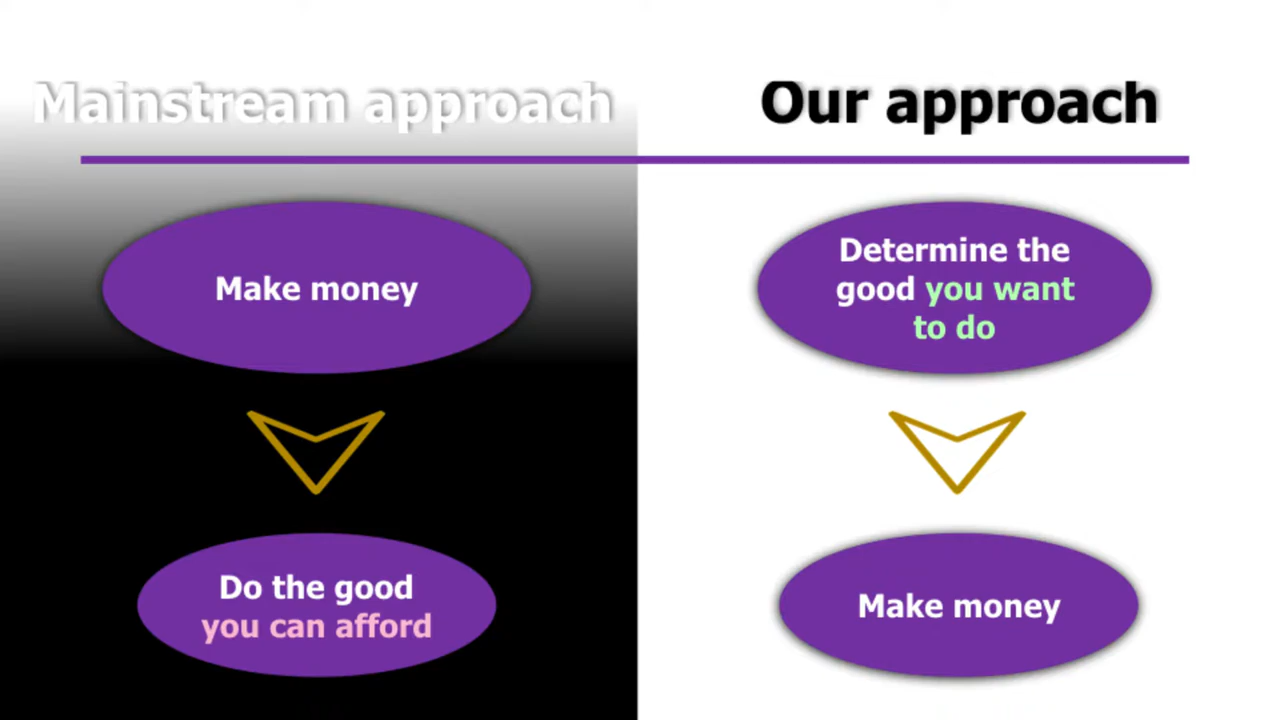 Mainstream approach
Our approach
Make money
Determine the
good you want
to do
Do the good
you can afford
Make money